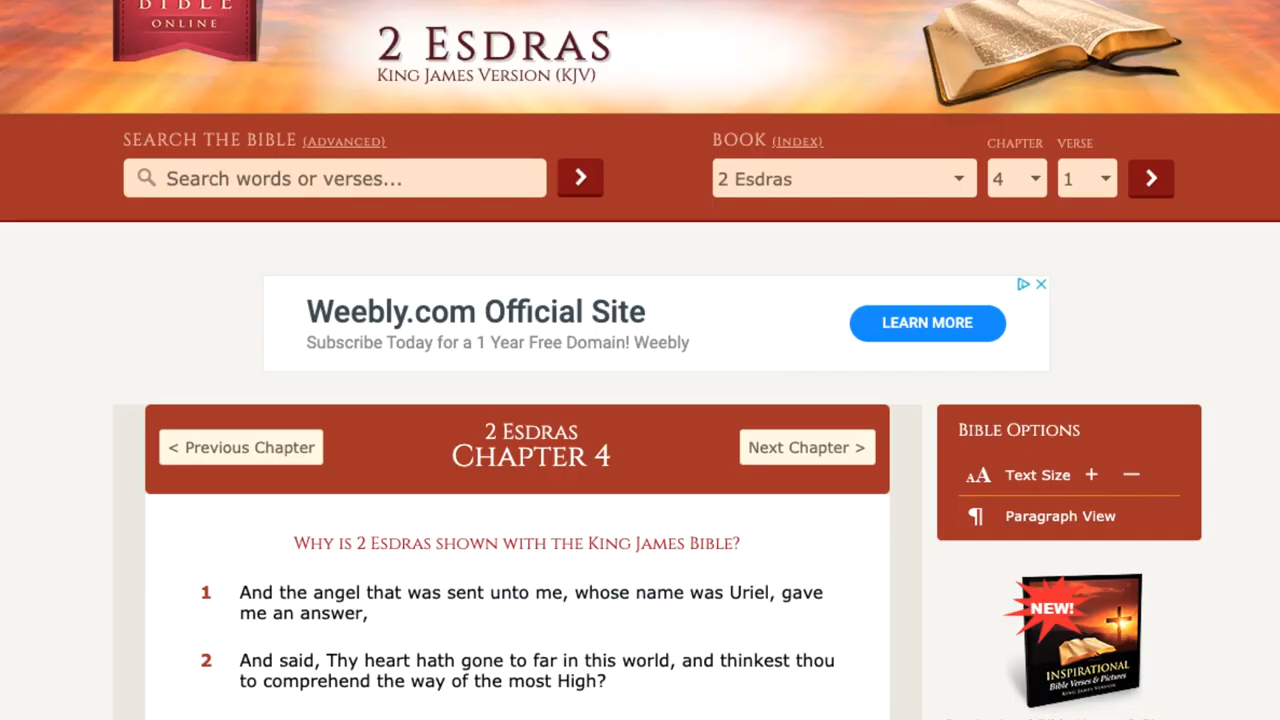 BIBLE
ONLINE
2 Esdras
King James Version (KJV)
Search the Bible (Advanced)
Book (Index)
Chapter
Verse
Search words or verses...
2 Esdras
4
1
Weebly.com Official Site
Subscribe Today for a 1 Year Free Domain! Weebly
LEARN MORE
< Previous Chapter
2 Esdras
Chapter 4
Next Chapter >
Bible Options
AA Text Size + —
¶ Paragraph View
Why is 2 Esdras shown with the King James Bible?
1 And the angel that was sent unto me, whose name was Uriel, gave
me an answer,
2 And said, Thy heart hath gone to far in this world, and thinkest thou
to comprehend the way of the most High?
NEW!
INSPIRATIONAL
Bible Verses & Pictures
KING JAMES VERSION